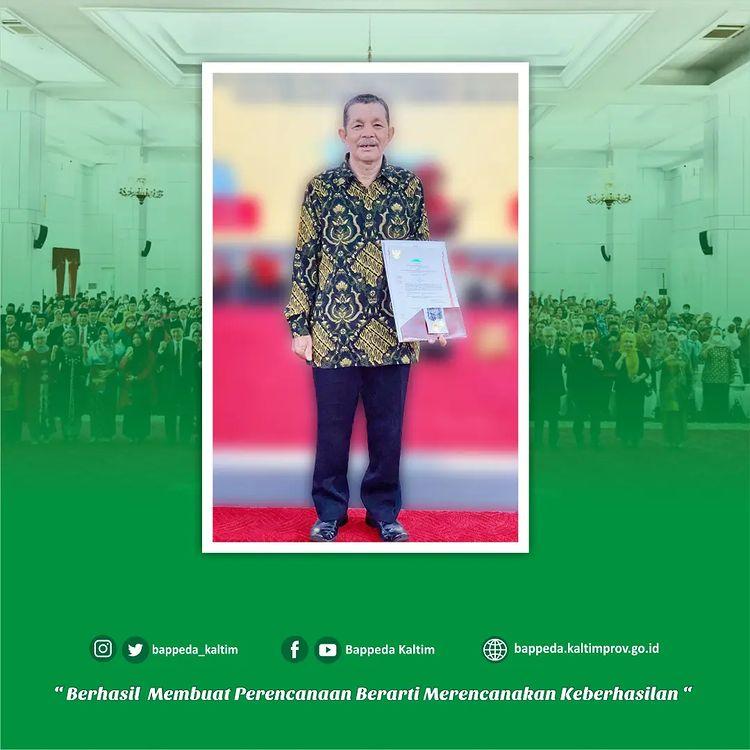 bappeda_kaltim
Bappeda Kaltim
bappeda.kaltimprov.go.id
“ Berhasil Membuat Perencanaan Berarti Merencanakan Keberhasilan “